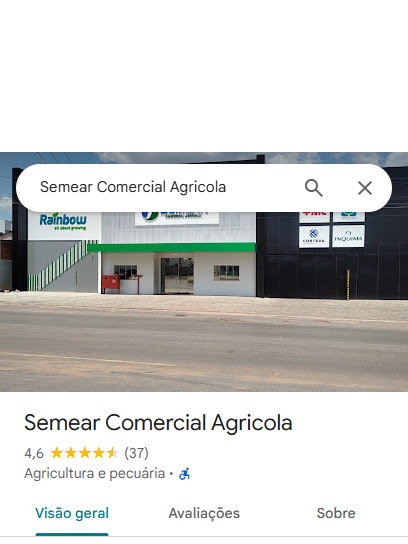 Semear Comercial Agricola
Rainbow
all about growing
FMC
CORTEVA
INQUIMA
Semear Comercial Agricola
4,6 (37)
Agricultura e pecuária ·
Visão geral
Avaliações
Sobre